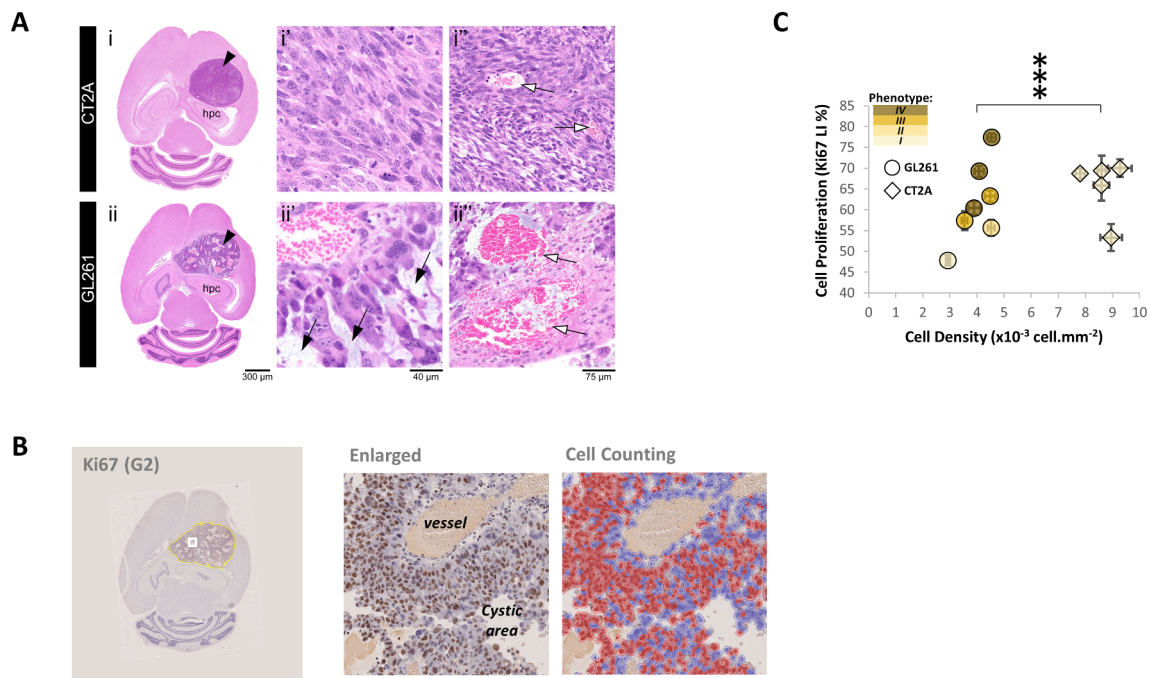 A
CT2A
i
hpc
i'
i"
GL261
ii
hpc
ii'
ii"
300 µm
40 µm
75 µm
B
Ki67 (G2)
Enlarged
vessel
Cystic
area
Cell Counting
C
***
Phenotype:
IV
III
II
I
GL261
CT2A
Cell Proliferation (Ki67 LI %)
85
80
75
70
65
60
55
50
45
40
0 1 2 3 4 5 6 7 8 9 10
Cell Density (x10⁻³ cell.mm⁻²)